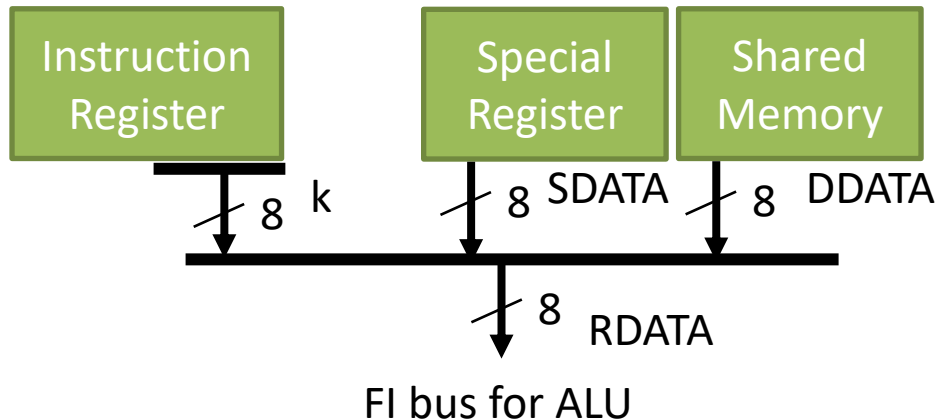 Instruction
Register
Special
Register
Shared
Memory
8 k
8 SDATA
8 DDATA
8 RDATA
FI bus for ALU